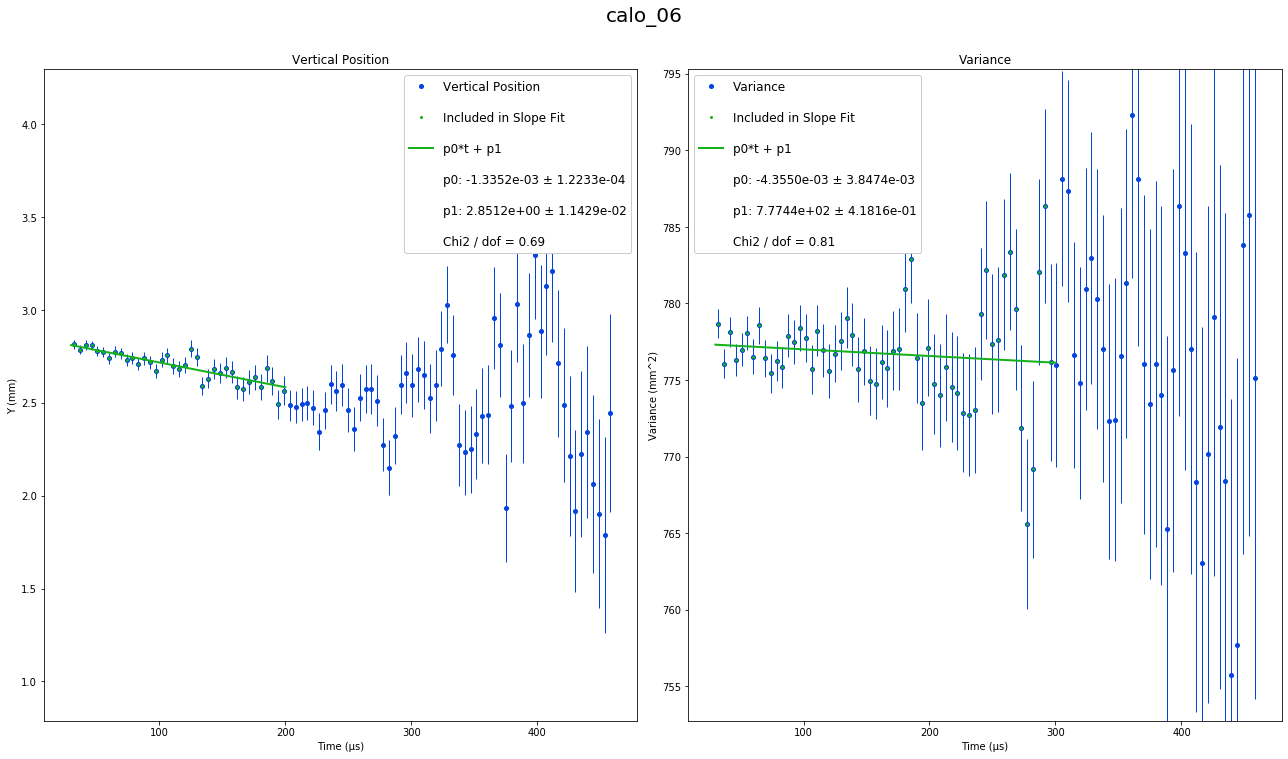 calo_06
Vertical Position
4.0
3.5
3.0
2.5
2.0
1.5
1.0
Y (mm)
100
200
300
400
Time (µs)
Vertical Position
Included in Slope Fit
p0*t + p1
p0: -1.3352e-03 ± 1.2233e-04
p1: 2.8512e+00 ± 1.1429e-02
Chi2 / dof = 0.69
Variance
795
790
785
780
775
770
765
760
755
Variance (mm^2)
100
200
300
400
Time (µs)
Variance
Included in Slope Fit
p0*t + p1
p0: -4.3550e-03 ± 3.8474e-03
p1: 7.7744e+02 ± 4.1816e-01
Chi2 / dof = 0.81